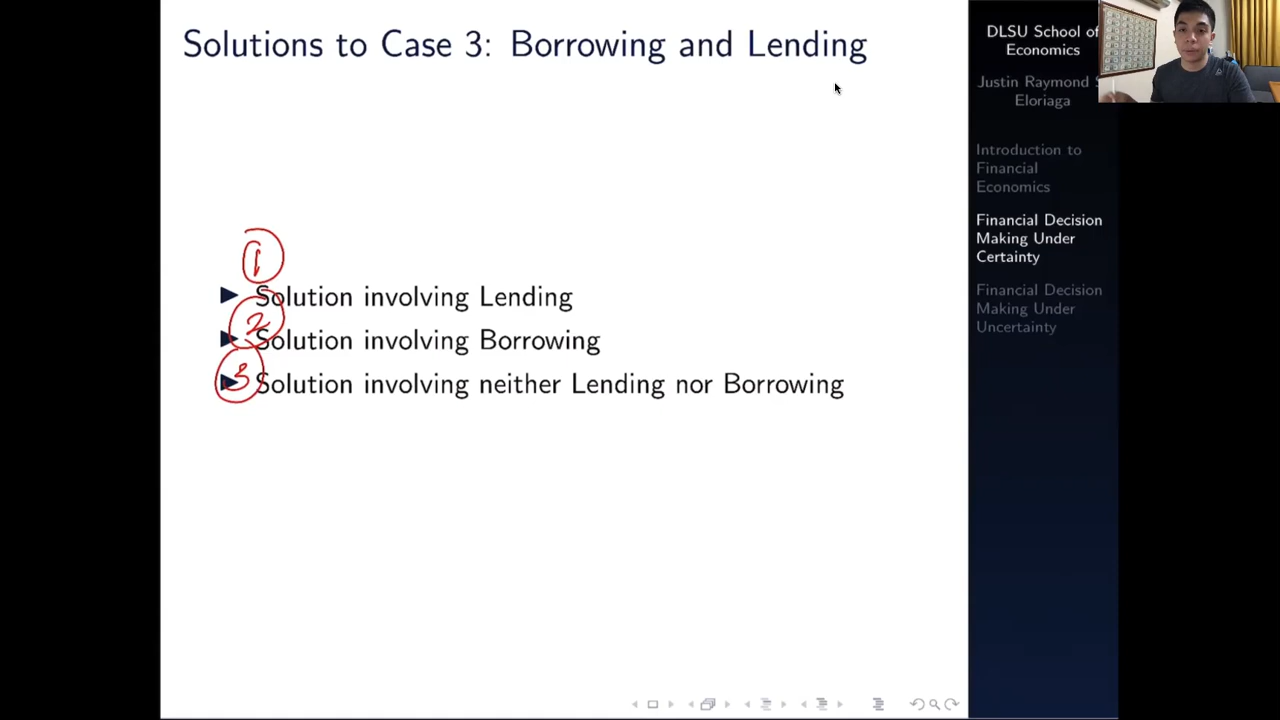 Solutions to Case 3: Borrowing and Lending
1
Solution involving Lending
2
Solution involving Borrowing
3
Solution involving neither Lending nor Borrowing
DLSU School of
Economics
Justin Raymond
Eloriaga
Introduction to
Financial
Economics
Financial Decision
Making Under
Certainty
Financial Decision
Making Under
Uncertainty